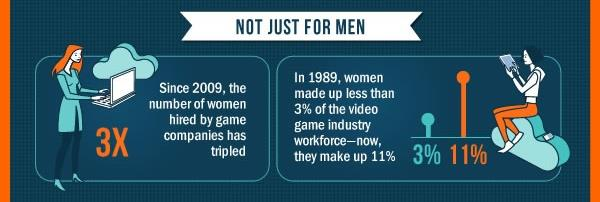 NOT JUST FOR MEN
Since 2009, the
number of women
hired by game
companies has
tripled
3X
In 1989, women
made up less than
3% of the video
game industry
workforce—now,
they make up 11%
3% 11%